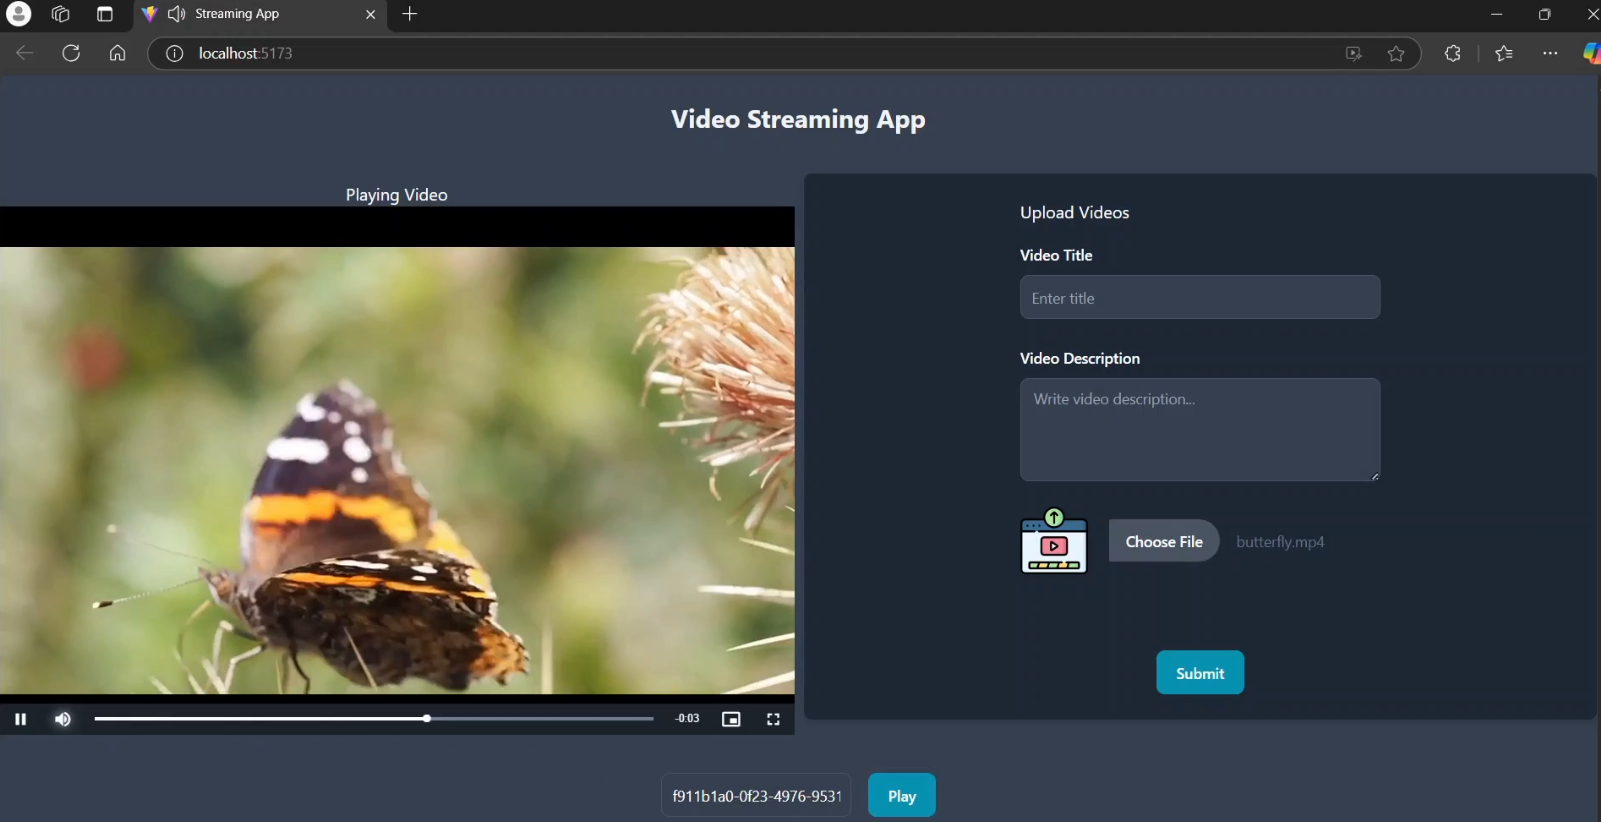 Streaming App
localhost:5173
Video Streaming App
Playing Video
Upload Videos
Video Title
Enter title
Video Description
Write video description...
Choose File
butterfly.mp4
Submit
-0:03
f911b1a0-0f23-4976-9531
Play